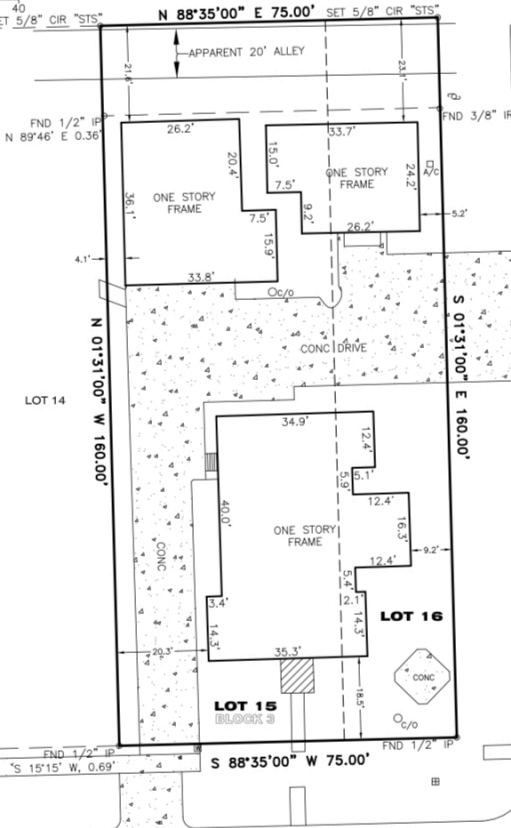 40
N 88°35'00" E 75.00'
SET 5/8" CIR "STS"
SET 5/8" CIR "STS"
21.6'
APPARENT 20' ALLEY
23.1'
FND 1/2" IP
N 89°46' E 0.36'
FND 3/8" IP
26.2'
33.7'
20.4'
15.0'
ONE STORY
FRAME
24.2'
A/C
36.1'
ONE STORY
FRAME
7.5'
7.5'
9.2'
26.2'
5.2'
15.9'
4.1'
33.8'
C/O
N 01°31'00" W 160.00'
S 01°31'00" E 160.00'
CONC DRIVE
LOT 14
34.9'
12.4'
5.1'
5.9'
12.4'
40.0'
16.3'
ONE STORY
FRAME
CONC
9.2'
12.4'
5.4'
3.4'
2.1'
14.3'
14.3'
LOT 16
20.3'
35.3'
CONC
18.5'
LOT 15
BLOCK 3
C/O
FND 1/2" IP
S 15°15' W, 0.69'
FND 1/2" IP
S 88°35'00" W 75.00'